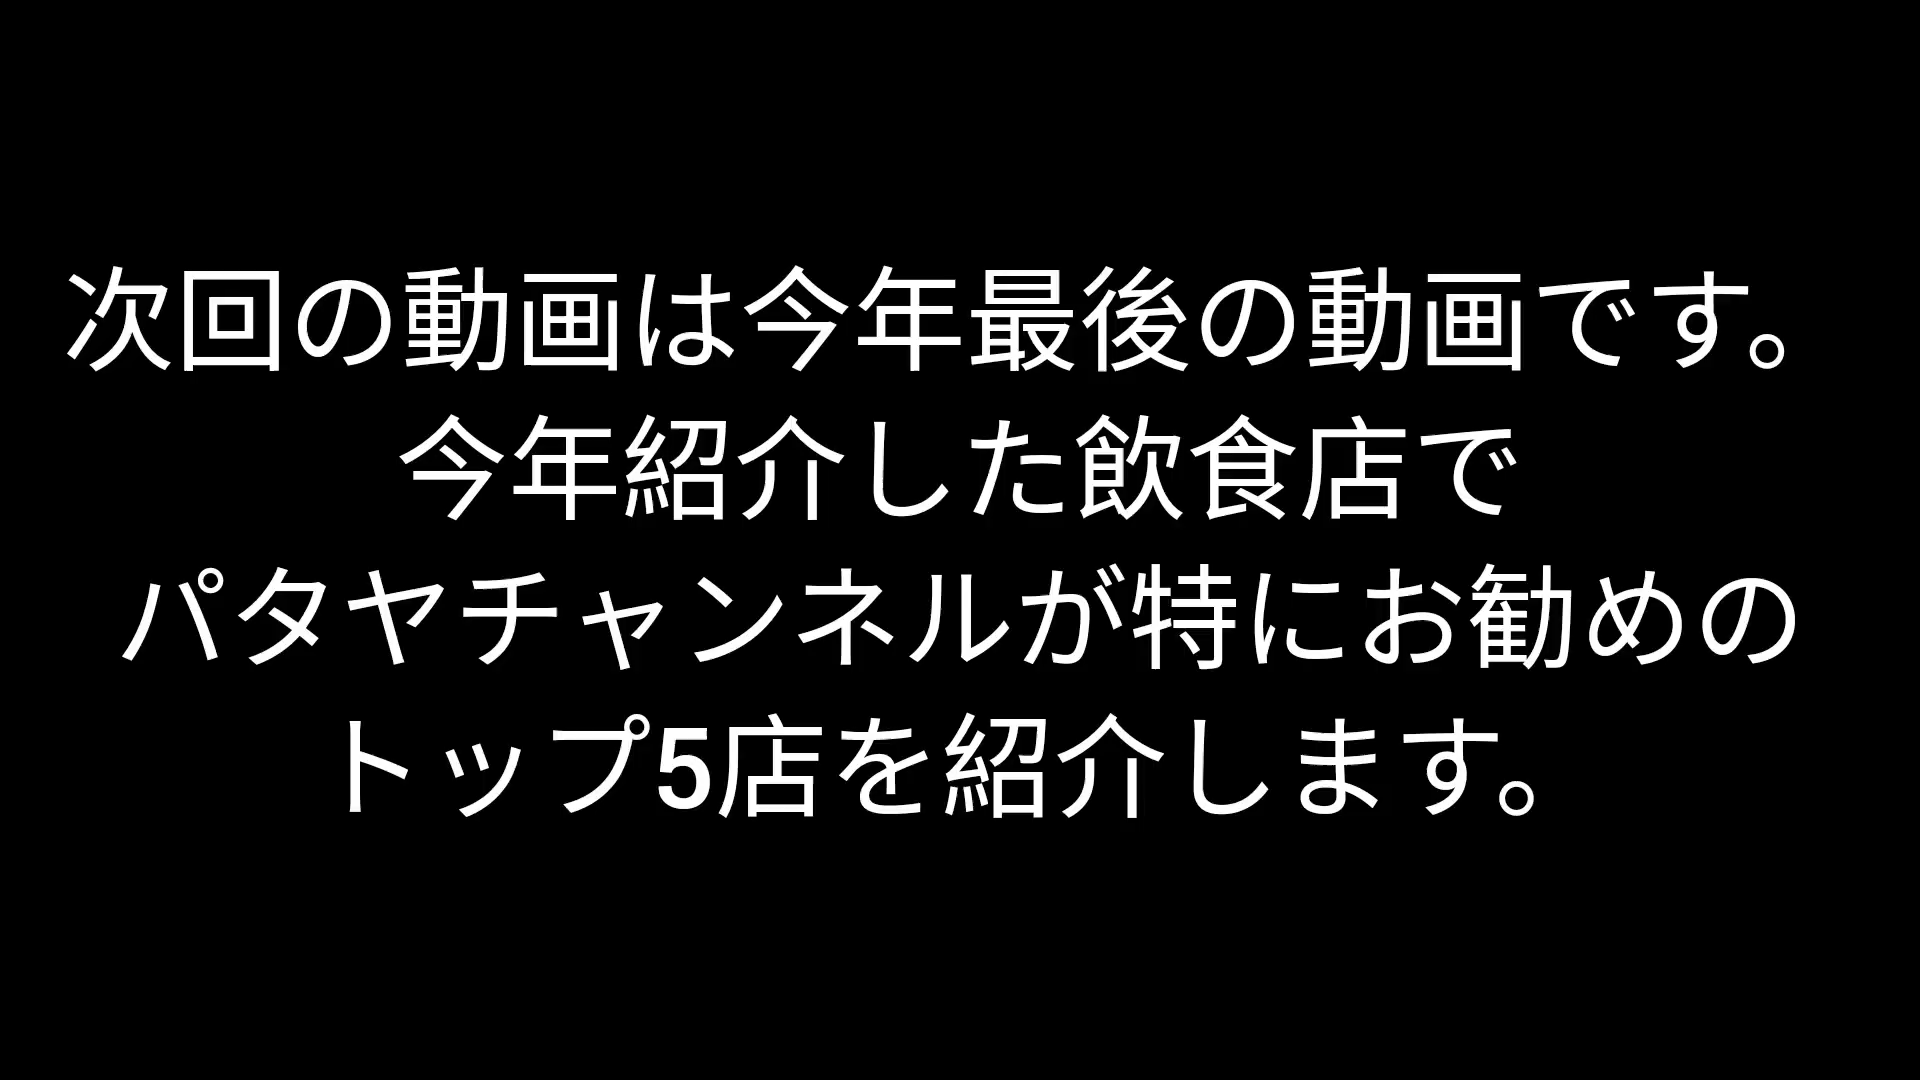 次回の動画は今年最後の動画です。
今年紹介した飲食店で
パタヤチャンネルが特にお勧めの
トップ5店を紹介します。